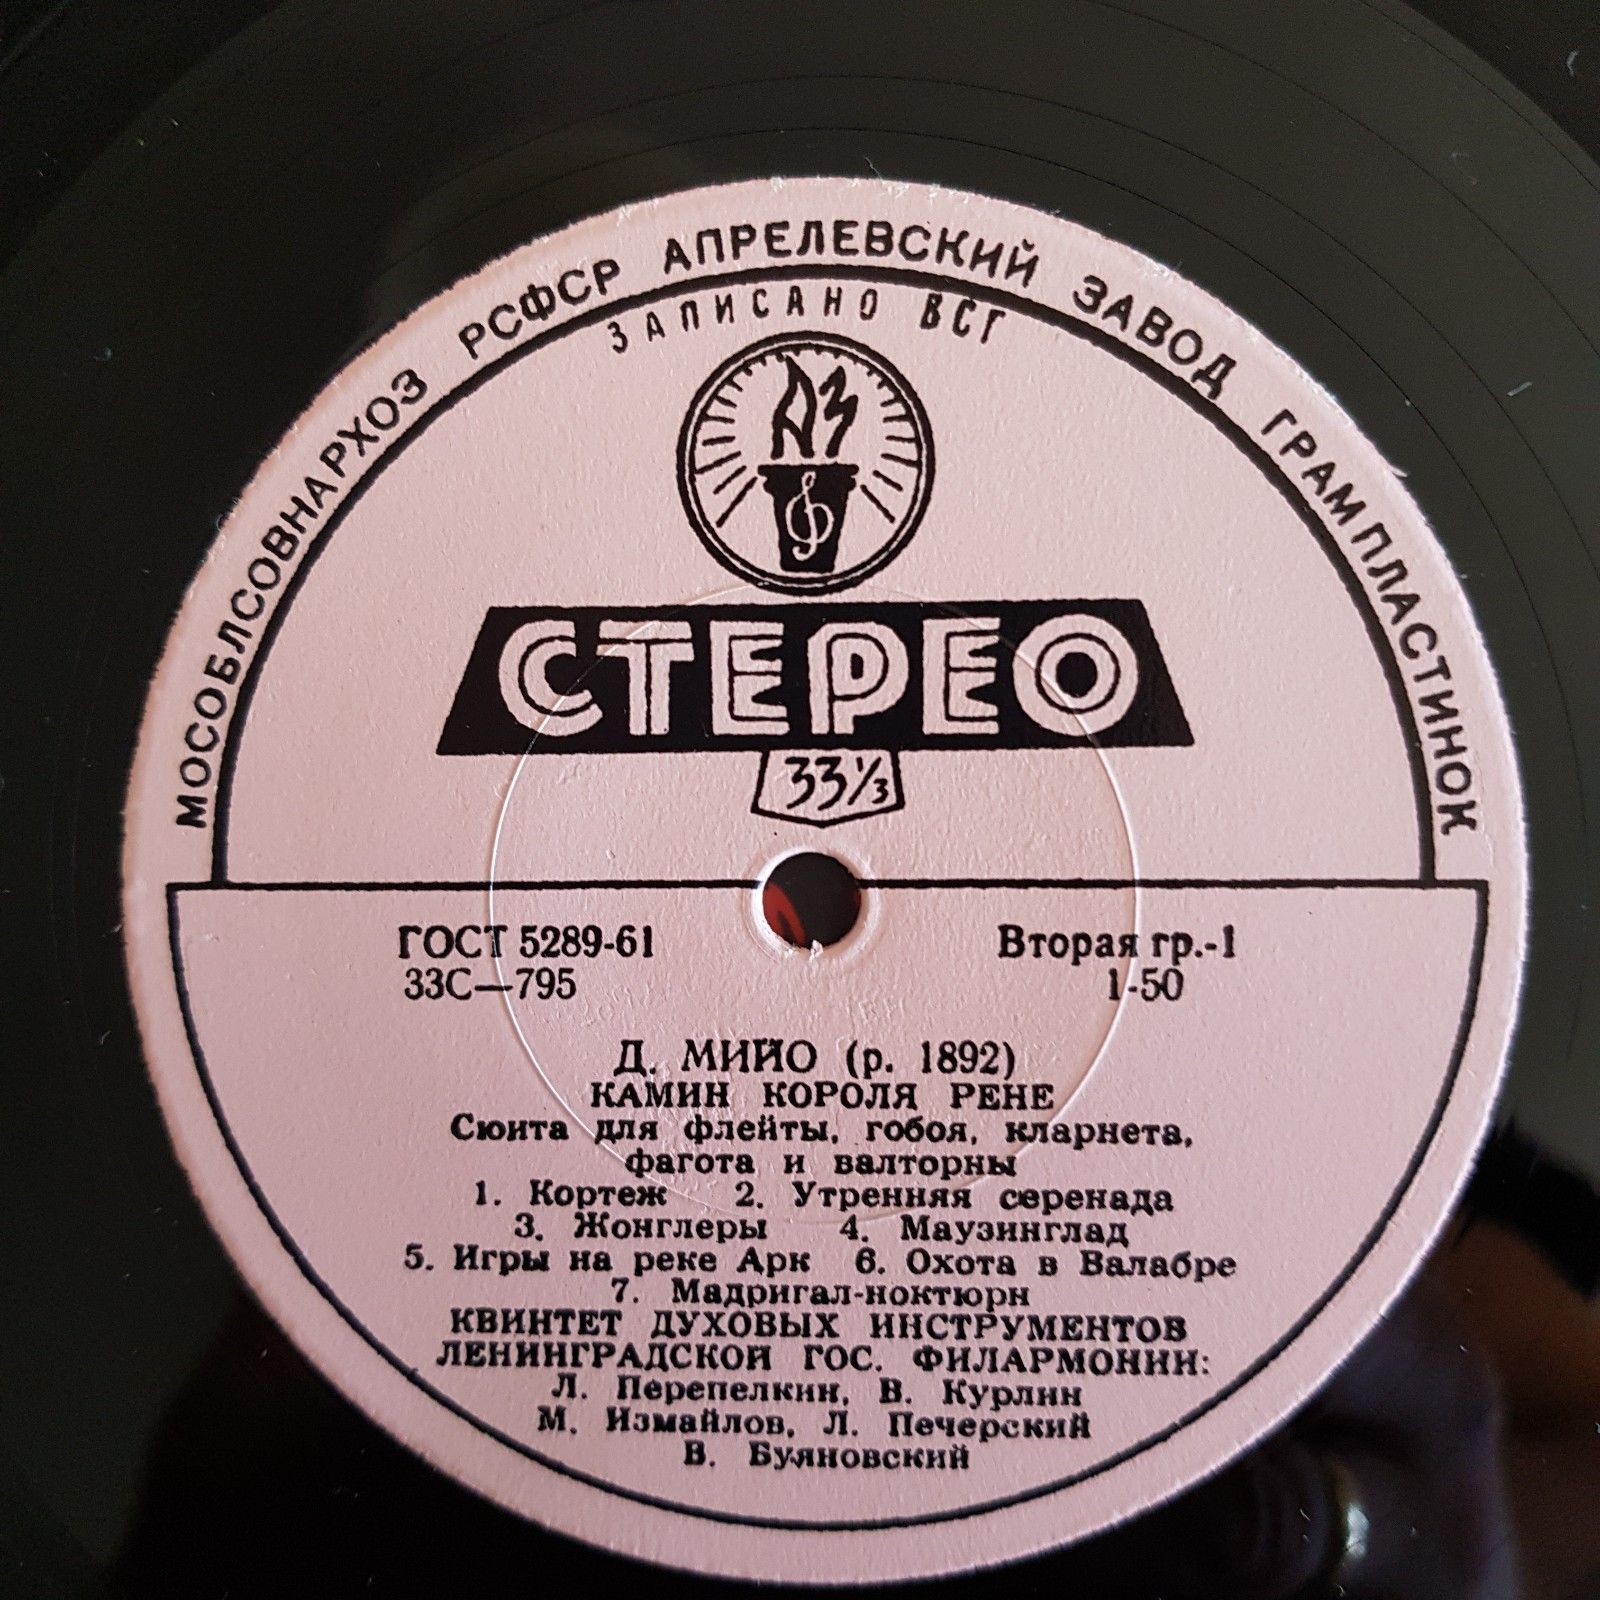 МОСОБЛСОВНАРХОЗ РСФСР АПРЕЛЕВСКИЙ ЗАВОД ГРАМПЛАСТИНОК
ЗАПИСАНО ВСГ
АЗ
СТЕРЕО
33⅓
ГОСТ 5289-61 Вторая гр.-1
33С—795 1-50
Д. МИЙО (р. 1892)
КАМИН КОРОЛЯ РЕНЕ
Сюита для флейты, гобоя, кларнета,
фагота и валторны
1. Кортеж 2. Утренняя серенада
3. Жонглеры 4. Маузинглад
5. Игры на реке Арк 6. Охота в Валабре
7. Мадригал-ноктюрн
КВИНТЕТ ДУХОВЫХ ИНСТРУМЕНТОВ
ЛЕНИНГРАДСКОЙ ГОС. ФИЛАРМОНИИ:
Л. Перепелкин, В. Курлин
М. Измайлов, Л. Печерский
В. Буяновский